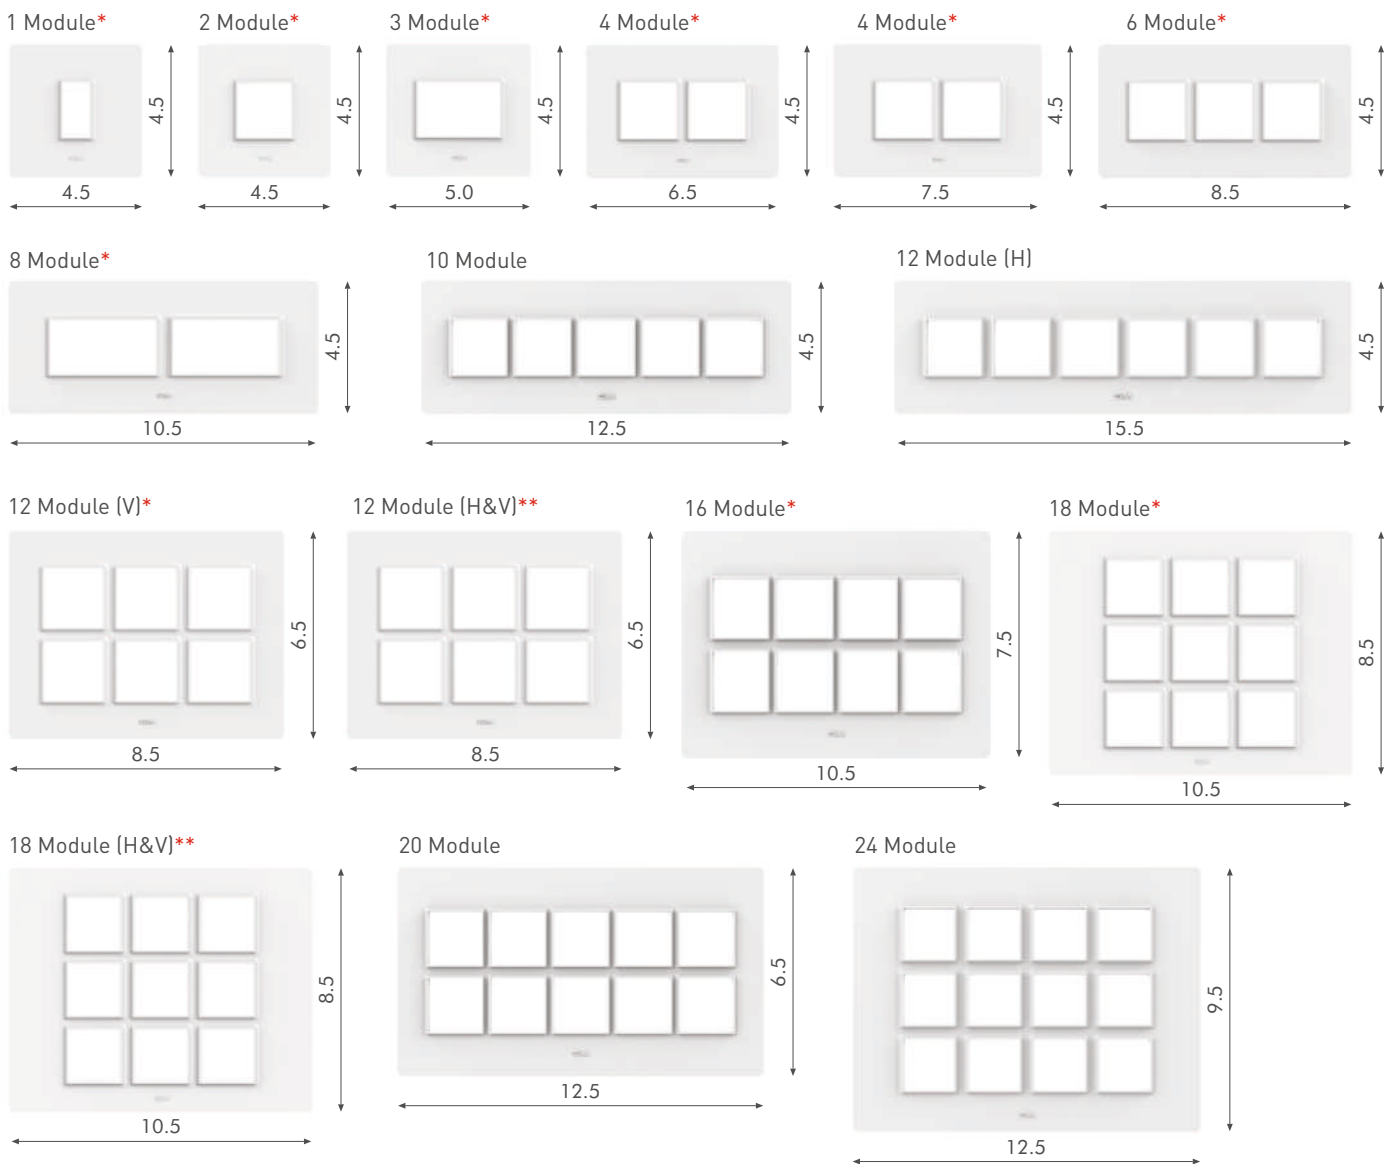 1 Module* 2 Module* 3 Module* 4 Module* 4 Module* 6 Module*
4.5 4.5 4.5 4.5 4.5 4.5
4.5 4.5 5.0 6.5 7.5 8.5
8 Module* 10 Module 12 Module (H)
4.5 4.5 4.5
10.5 12.5 15.5
12 Module (V)* 12 Module (H&V)** 16 Module* 18 Module*
6.5 6.5 7.5 8.5
8.5 8.5 10.5 10.5
18 Module (H&V)** 20 Module 24 Module
8.5 6.5 9.5
10.5 12.5 12.5